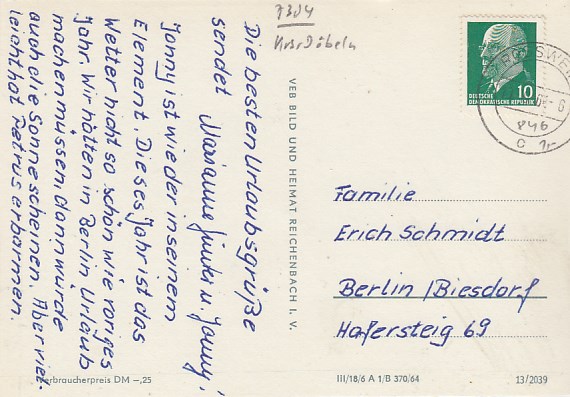 7304
Krs. Döbeln
Die besten Urlaubsgrüße
sendet Marianne u. Jonny,
Jonny ist wieder in seinem
Element. Dieses Jahr ist das
Wetter nicht so schön wie voriges
Jahr. Wir hätten in Berlin Urlaub
machen müssen, dann würde
auch die Sonne scheinen. Aber viel-
leicht hat Petrus erbarmen.
VEB BILD UND HEIMAT REICHENBACH I. V.
DEUTSCHE
DEMOKRATISCHE REPUBLIK
10
Familie
Erich Schmidt
Berlin /Biesdorf
Hafersteig 69
Verbraucherpreis DM –,25
III/18/6 A 1/B 370/64
13/2039